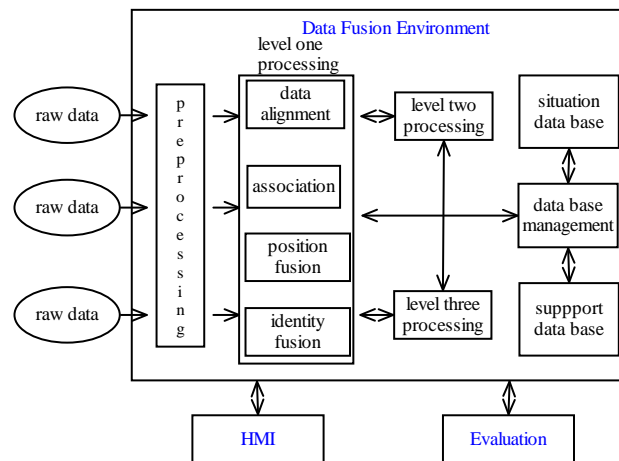 Data Fusion Environment
level one
processing
raw data
preprocessing
data
alignment
level two
processing
situation
data base
raw data
association
data base
management
position
fusion
raw data
identity
fusion
level three
processing
suppport
data base
HMI
Evaluation